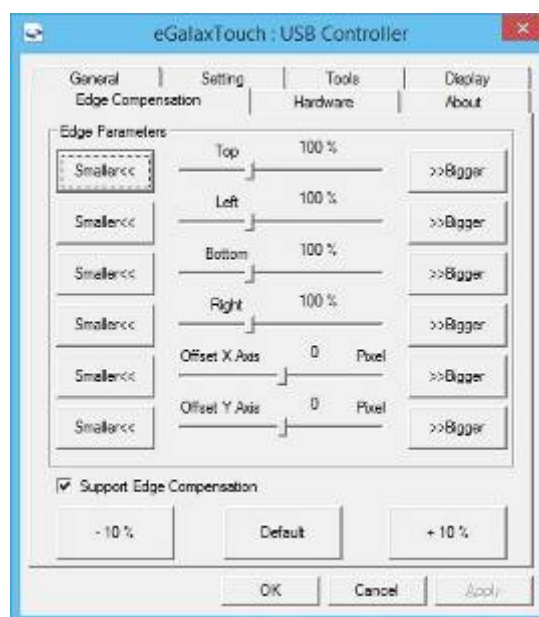 eGalaxTouch : USB Controller
General Setting Tools Display
Edge Compensation Hardware About
Edge Parameters
Top 100 %
Smaller<< >>Bigger
Left 100 %
Smaller<< >>Bigger
Bottom 100 %
Smaller<< >>Bigger
Right 100 %
Smaller<< >>Bigger
Offset X Axis 0 Pixel
Smaller<< >>Bigger
Offset Y Axis 0 Pixel
Smaller<< >>Bigger
Support Edge Compensation
- 10 % Default + 10 %
OK Cancel Apply